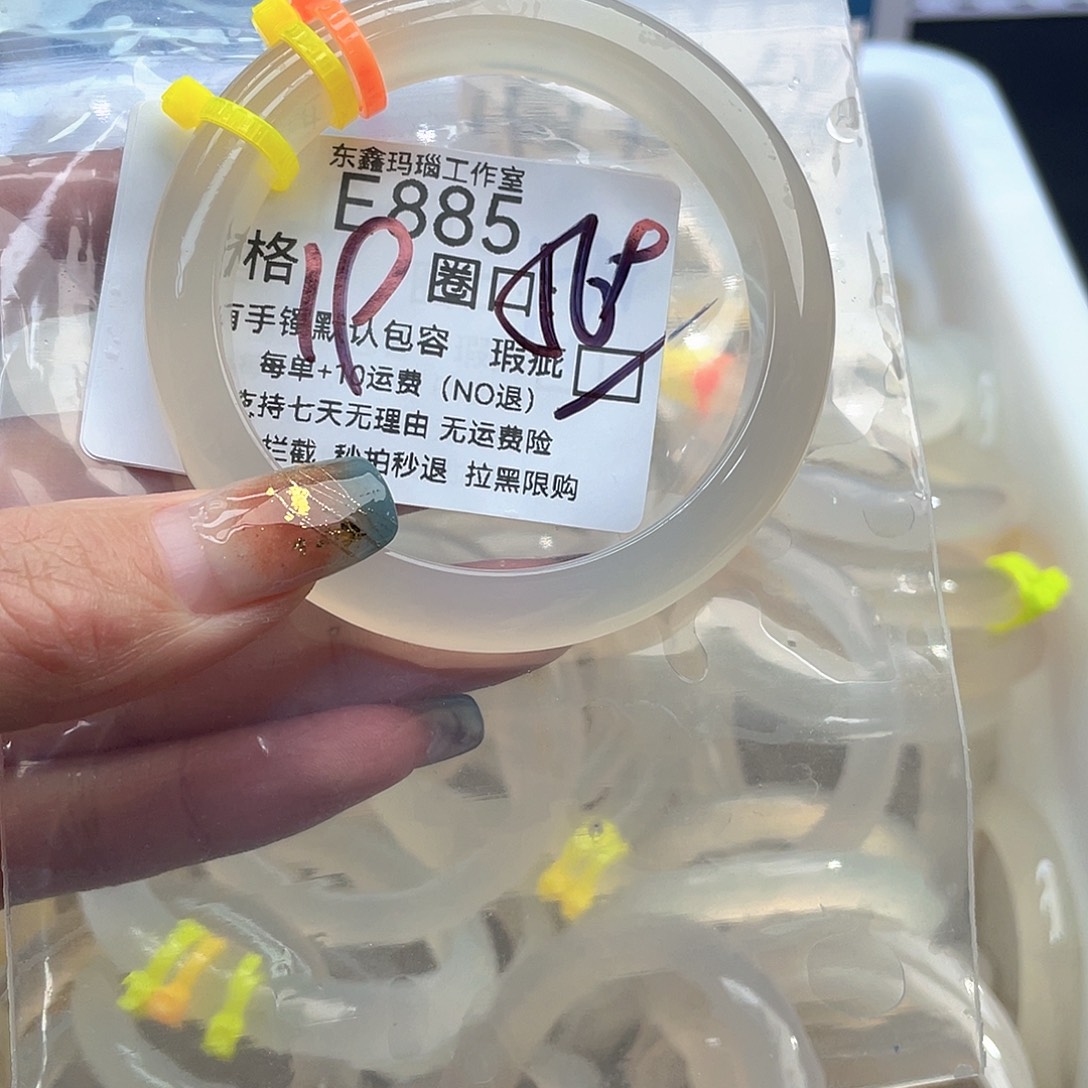 东鑫玛瑙工作室
E885
格 圈口
手镯默认包容 瑕疵
每单+10运费（NO退）
支持七天无理由 无运费险
拦截 秒拍秒退 拉黑限购